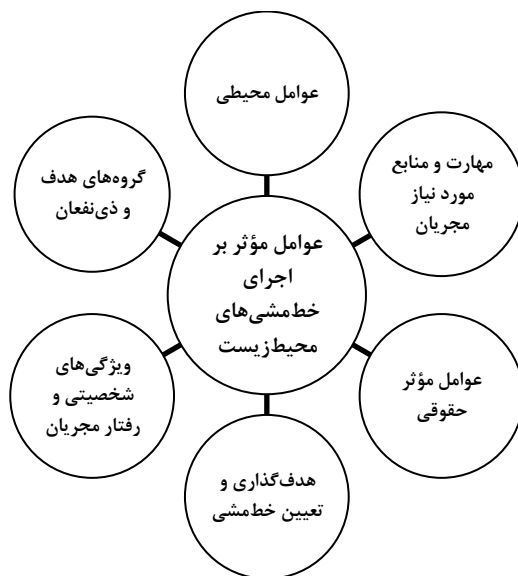 عوامل محیطی
مهارت و منابع
مورد نیاز
مجریان
گروه‌های هدف
و ذی‌نفعان
عوامل مؤثر بر
اجرای
خط‌مشی‌های
محیط‌زیست
ویژگی‌های
شخصیتی و
رفتار مجریان
عوامل مؤثر
حقوقی
هدف‌گذاری و
تعیین خط‌مشی